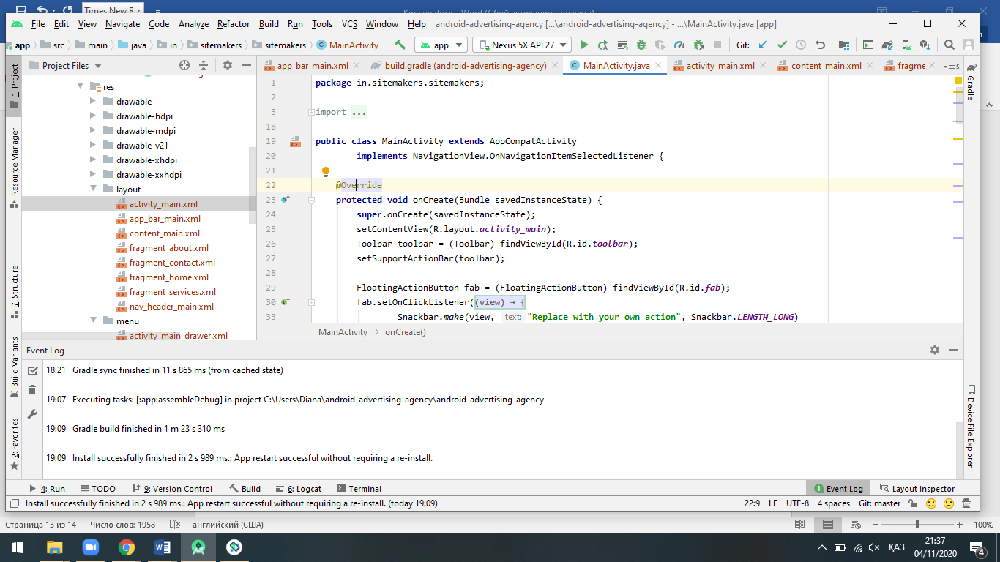 Times New R
Kinicne.docx - Word (Сбой активации продукта)
File Edit View Navigate Code Analyze Refactor Build Run Tools VCS Window Help android-advertising-agency [...\android-advertising-agency] - ...\MainActivity.java [app]
app src main java in sitemakers sitemakers MainActivity app Nexus 5X API 27 Git:
1: Project
Resource Manager
7: Structure
Build Variants
2: Favorites
Project Files
res
drawable
drawable-hdpi
drawable-mdpi
drawable-v21
drawable-xhdpi
drawable-xxhdpi
layout
activity_main.xml
app_bar_main.xml
content_main.xml
fragment_about.xml
fragment_contact.xml
fragment_home.xml
fragment_services.xml
nav_header_main.xml
menu
activity_main_drawer.xml
app_bar_main.xml build.gradle (android-advertising-agency) MainActivity.java activity_main.xml content_main.xml fragme 5
1 package in.sitemakers.sitemakers;
2
3 import ...
18
19 public class MainActivity extends AppCompatActivity
20 implements NavigationView.OnNavigationItemSelectedListener {
21
22 @Override
23 protected void onCreate(Bundle savedInstanceState) {
24 super.onCreate(savedInstanceState);
25 setContentView(R.layout.activity_main);
26 Toolbar toolbar = (Toolbar) findViewById(R.id.toolbar);
27 setSupportActionBar(toolbar);
28
29 FloatingActionButton fab = (FloatingActionButton) findViewById(R.id.fab);
30 fab.setOnClickListener((view) → {
33 Snackbar.make(view, text: "Replace with your own action", Snackbar.LENGTH_LONG)
MainActivity > onCreate()
Gradle
Device File Explorer
Event Log
18:21 Gradle sync finished in 11 s 865 ms (from cached state)
19:07 Executing tasks: [:app:assembleDebug] in project C:\Users\Diana\android-advertising-agency\android-advertising-agency
19:09 Gradle build finished in 1 m 23 s 310 ms
19:09 Install successfully finished in 2 s 989 ms.: App restart successful without requiring a re-install.
4: Run TODO 9: Version Control Build 6: Logcat Terminal 1 Event Log Layout Inspector
Install successfully finished in 2 s 989 ms.: App restart successful without requiring a re-install. (today 19:09) 22:9 LF UTF-8 4 spaces Git: master
Страница 13 из 14 Число слов: 1958 английский (США) 100%
ҚАЗ
21:37
04/11/2020
4